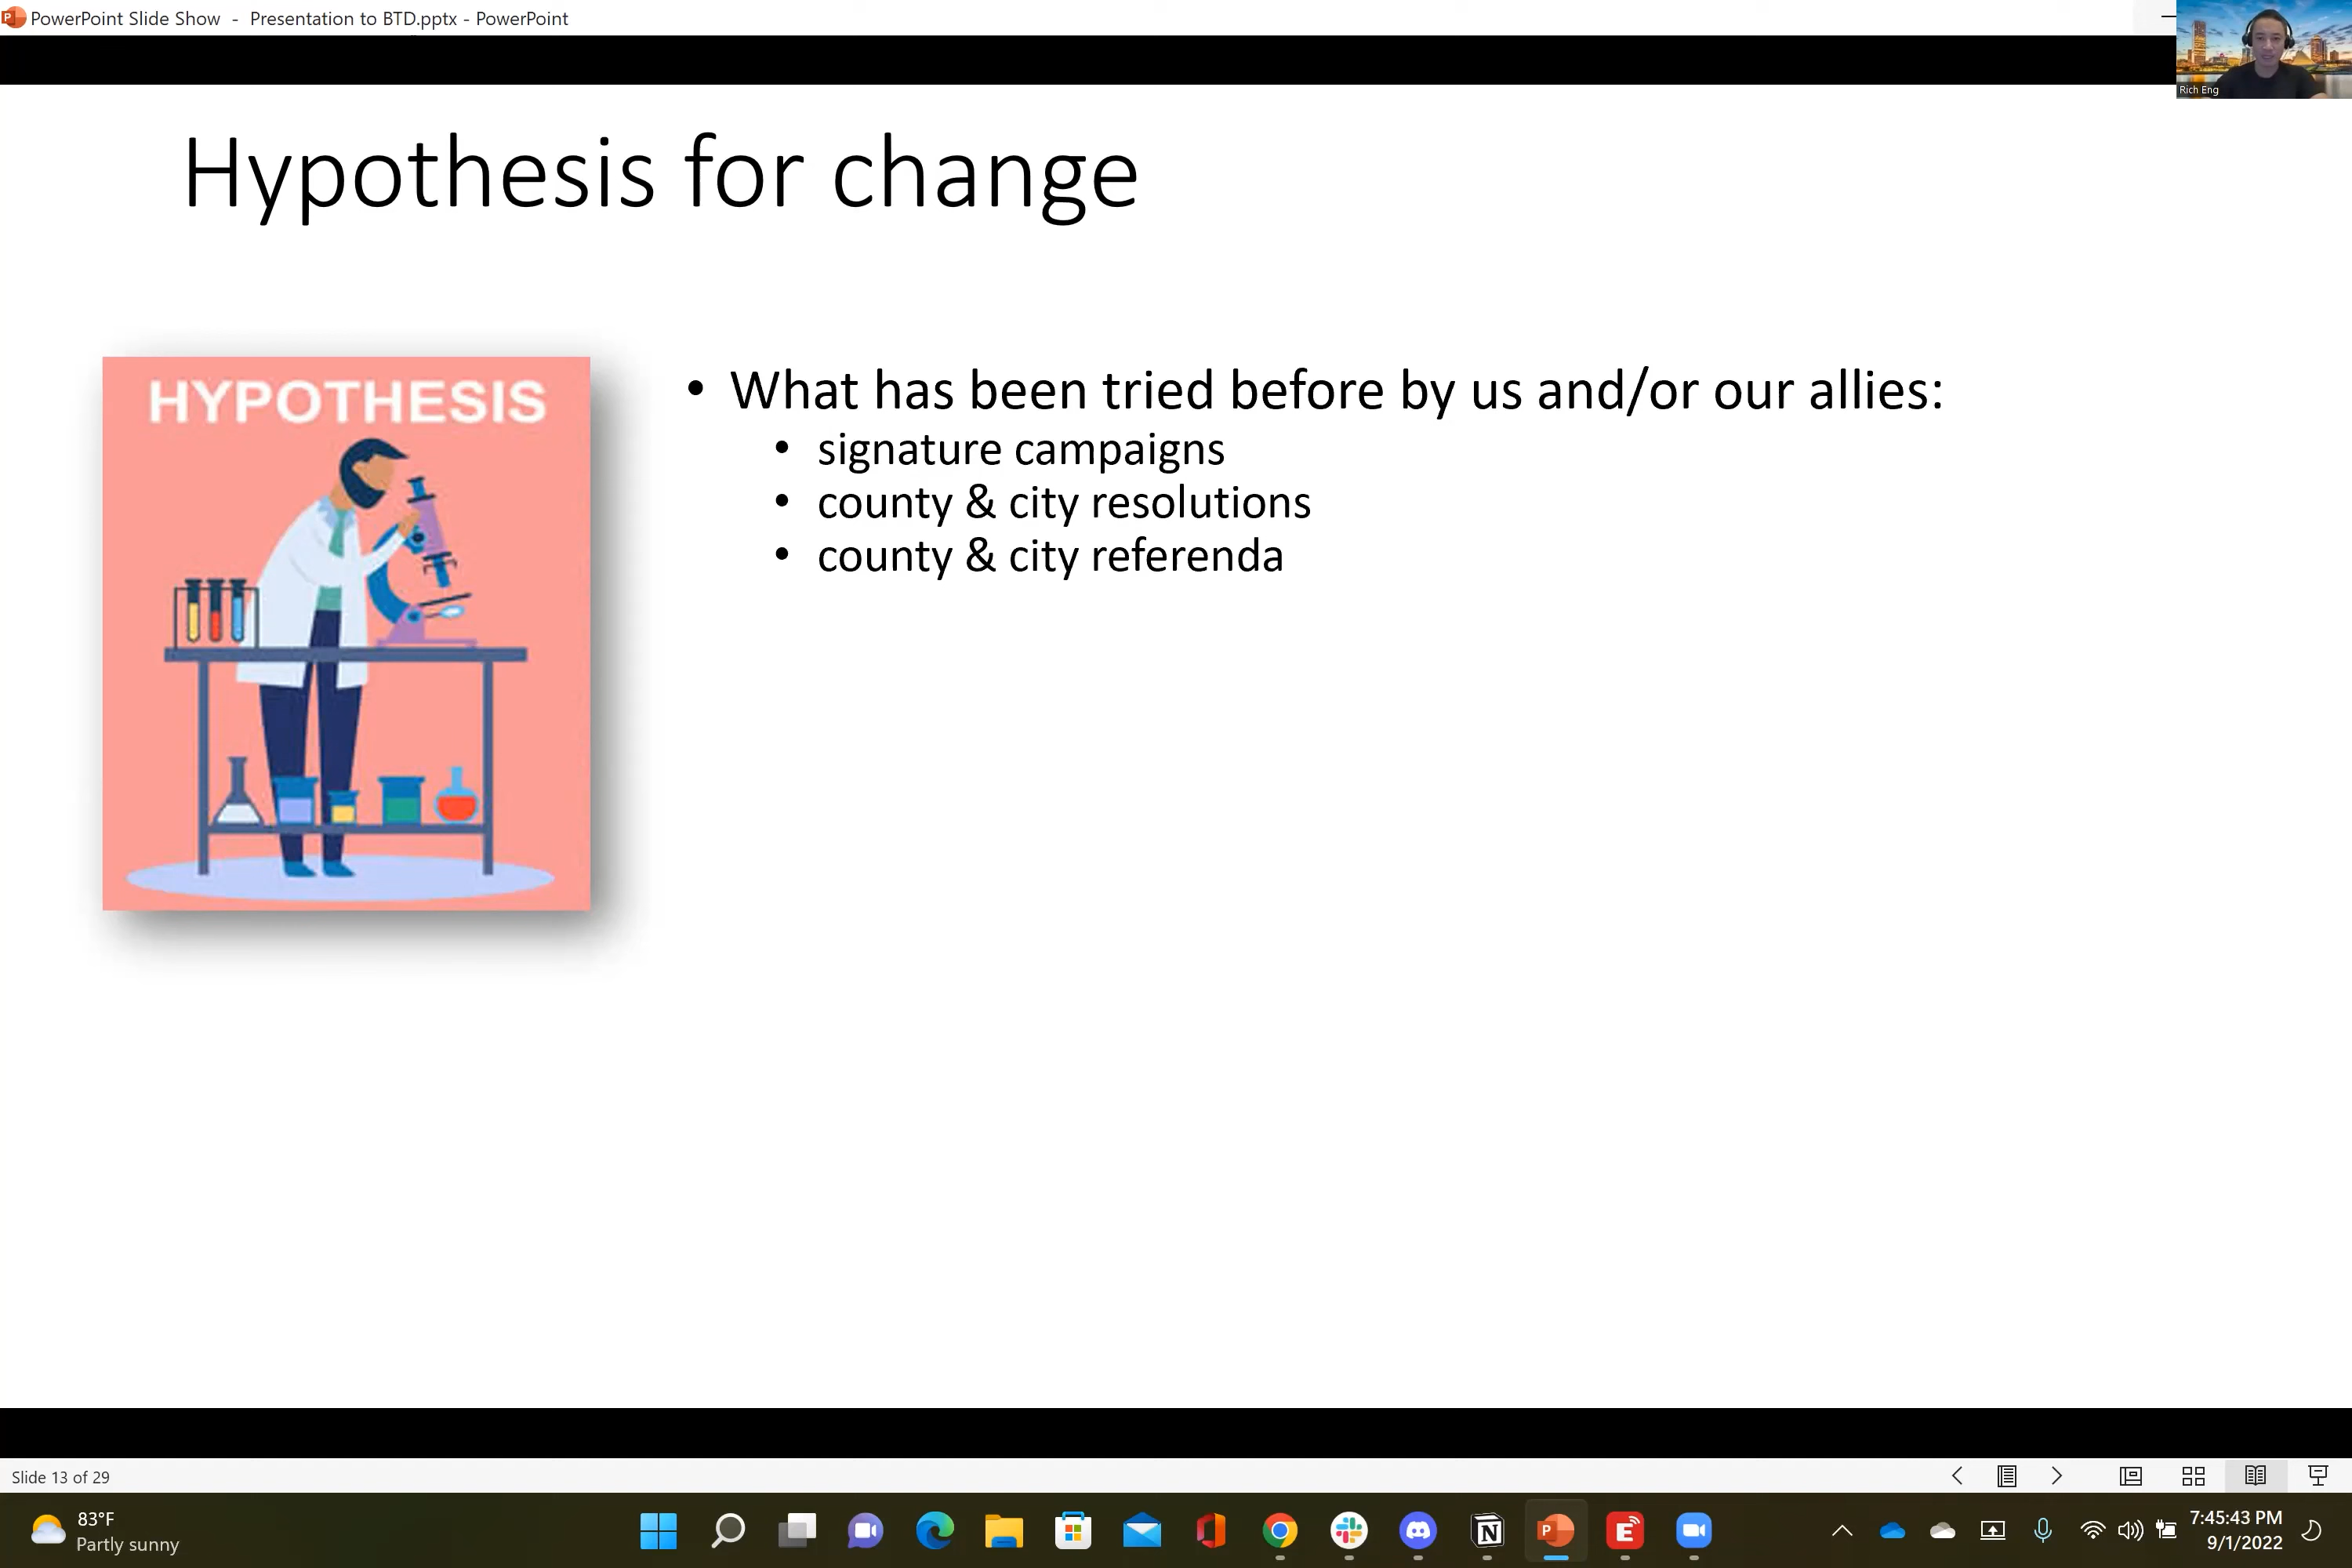 PowerPoint Slide Show - Presentation to BTD.pptx - PowerPoint
Rich Eng
Hypothesis for change
HYPOTHESIS
• What has been tried before by us and/or our allies:
• signature campaigns
• county & city resolutions
• county & city referenda
Slide 13 of 29
83°F
Partly sunny
7:45:43 PM
9/1/2022